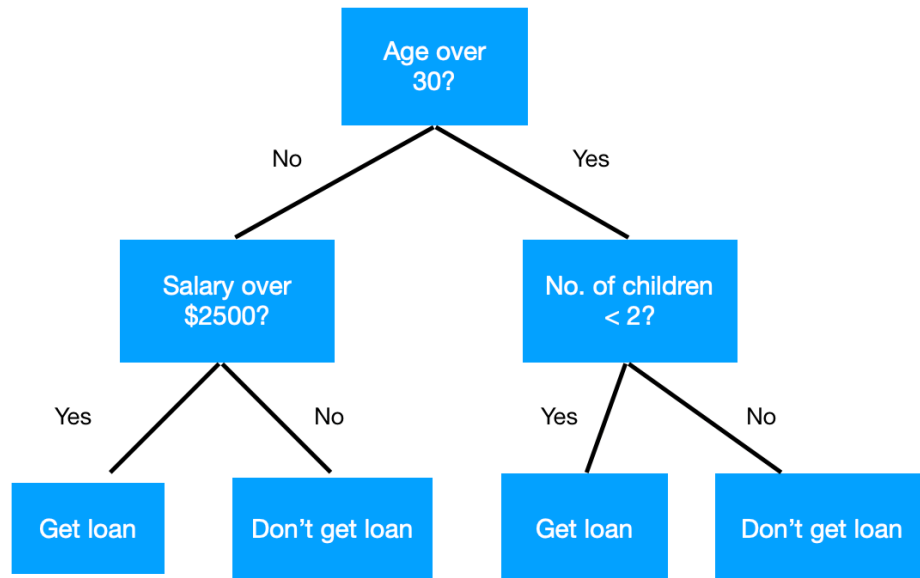 Age over
30?
No
Yes
Salary over
$2500?
No. of children
< 2?
Yes
No
Yes
No
Get loan
Don’t get loan
Get loan
Don’t get loan